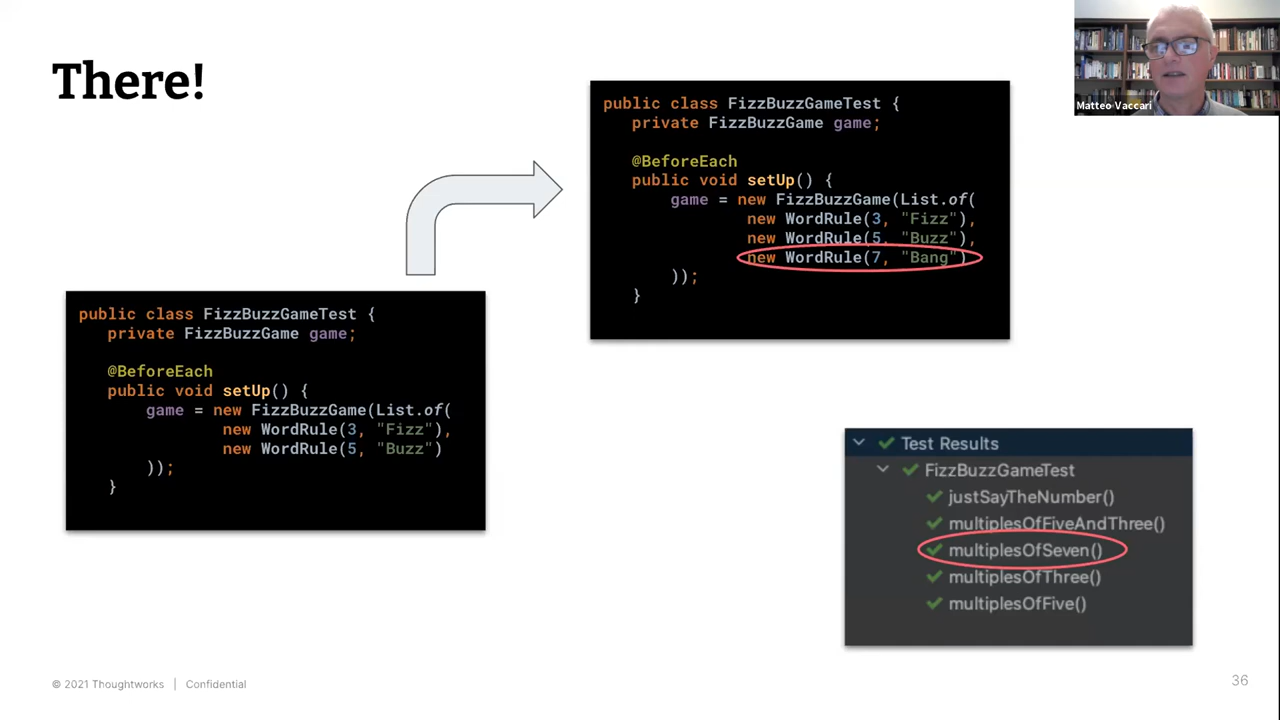 There!
Matteo Vaccari
public class FizzBuzzGameTest {
private FizzBuzzGame game;
@BeforeEach
public void setUp() {
game = new FizzBuzzGame(List.of(
new WordRule(3, "Fizz"),
new WordRule(5, "Buzz"),
new WordRule(7, "Bang")
));
}
public class FizzBuzzGameTest {
private FizzBuzzGame game;
@BeforeEach
public void setUp() {
game = new FizzBuzzGame(List.of(
new WordRule(3, "Fizz"),
new WordRule(5, "Buzz")
));
}
Test Results
FizzBuzzGameTest
justSayTheNumber()
multiplesOfFiveAndThree()
multiplesOfSeven()
multiplesOfThree()
multiplesOfFive()
© 2021 Thoughtworks | Confidential
36